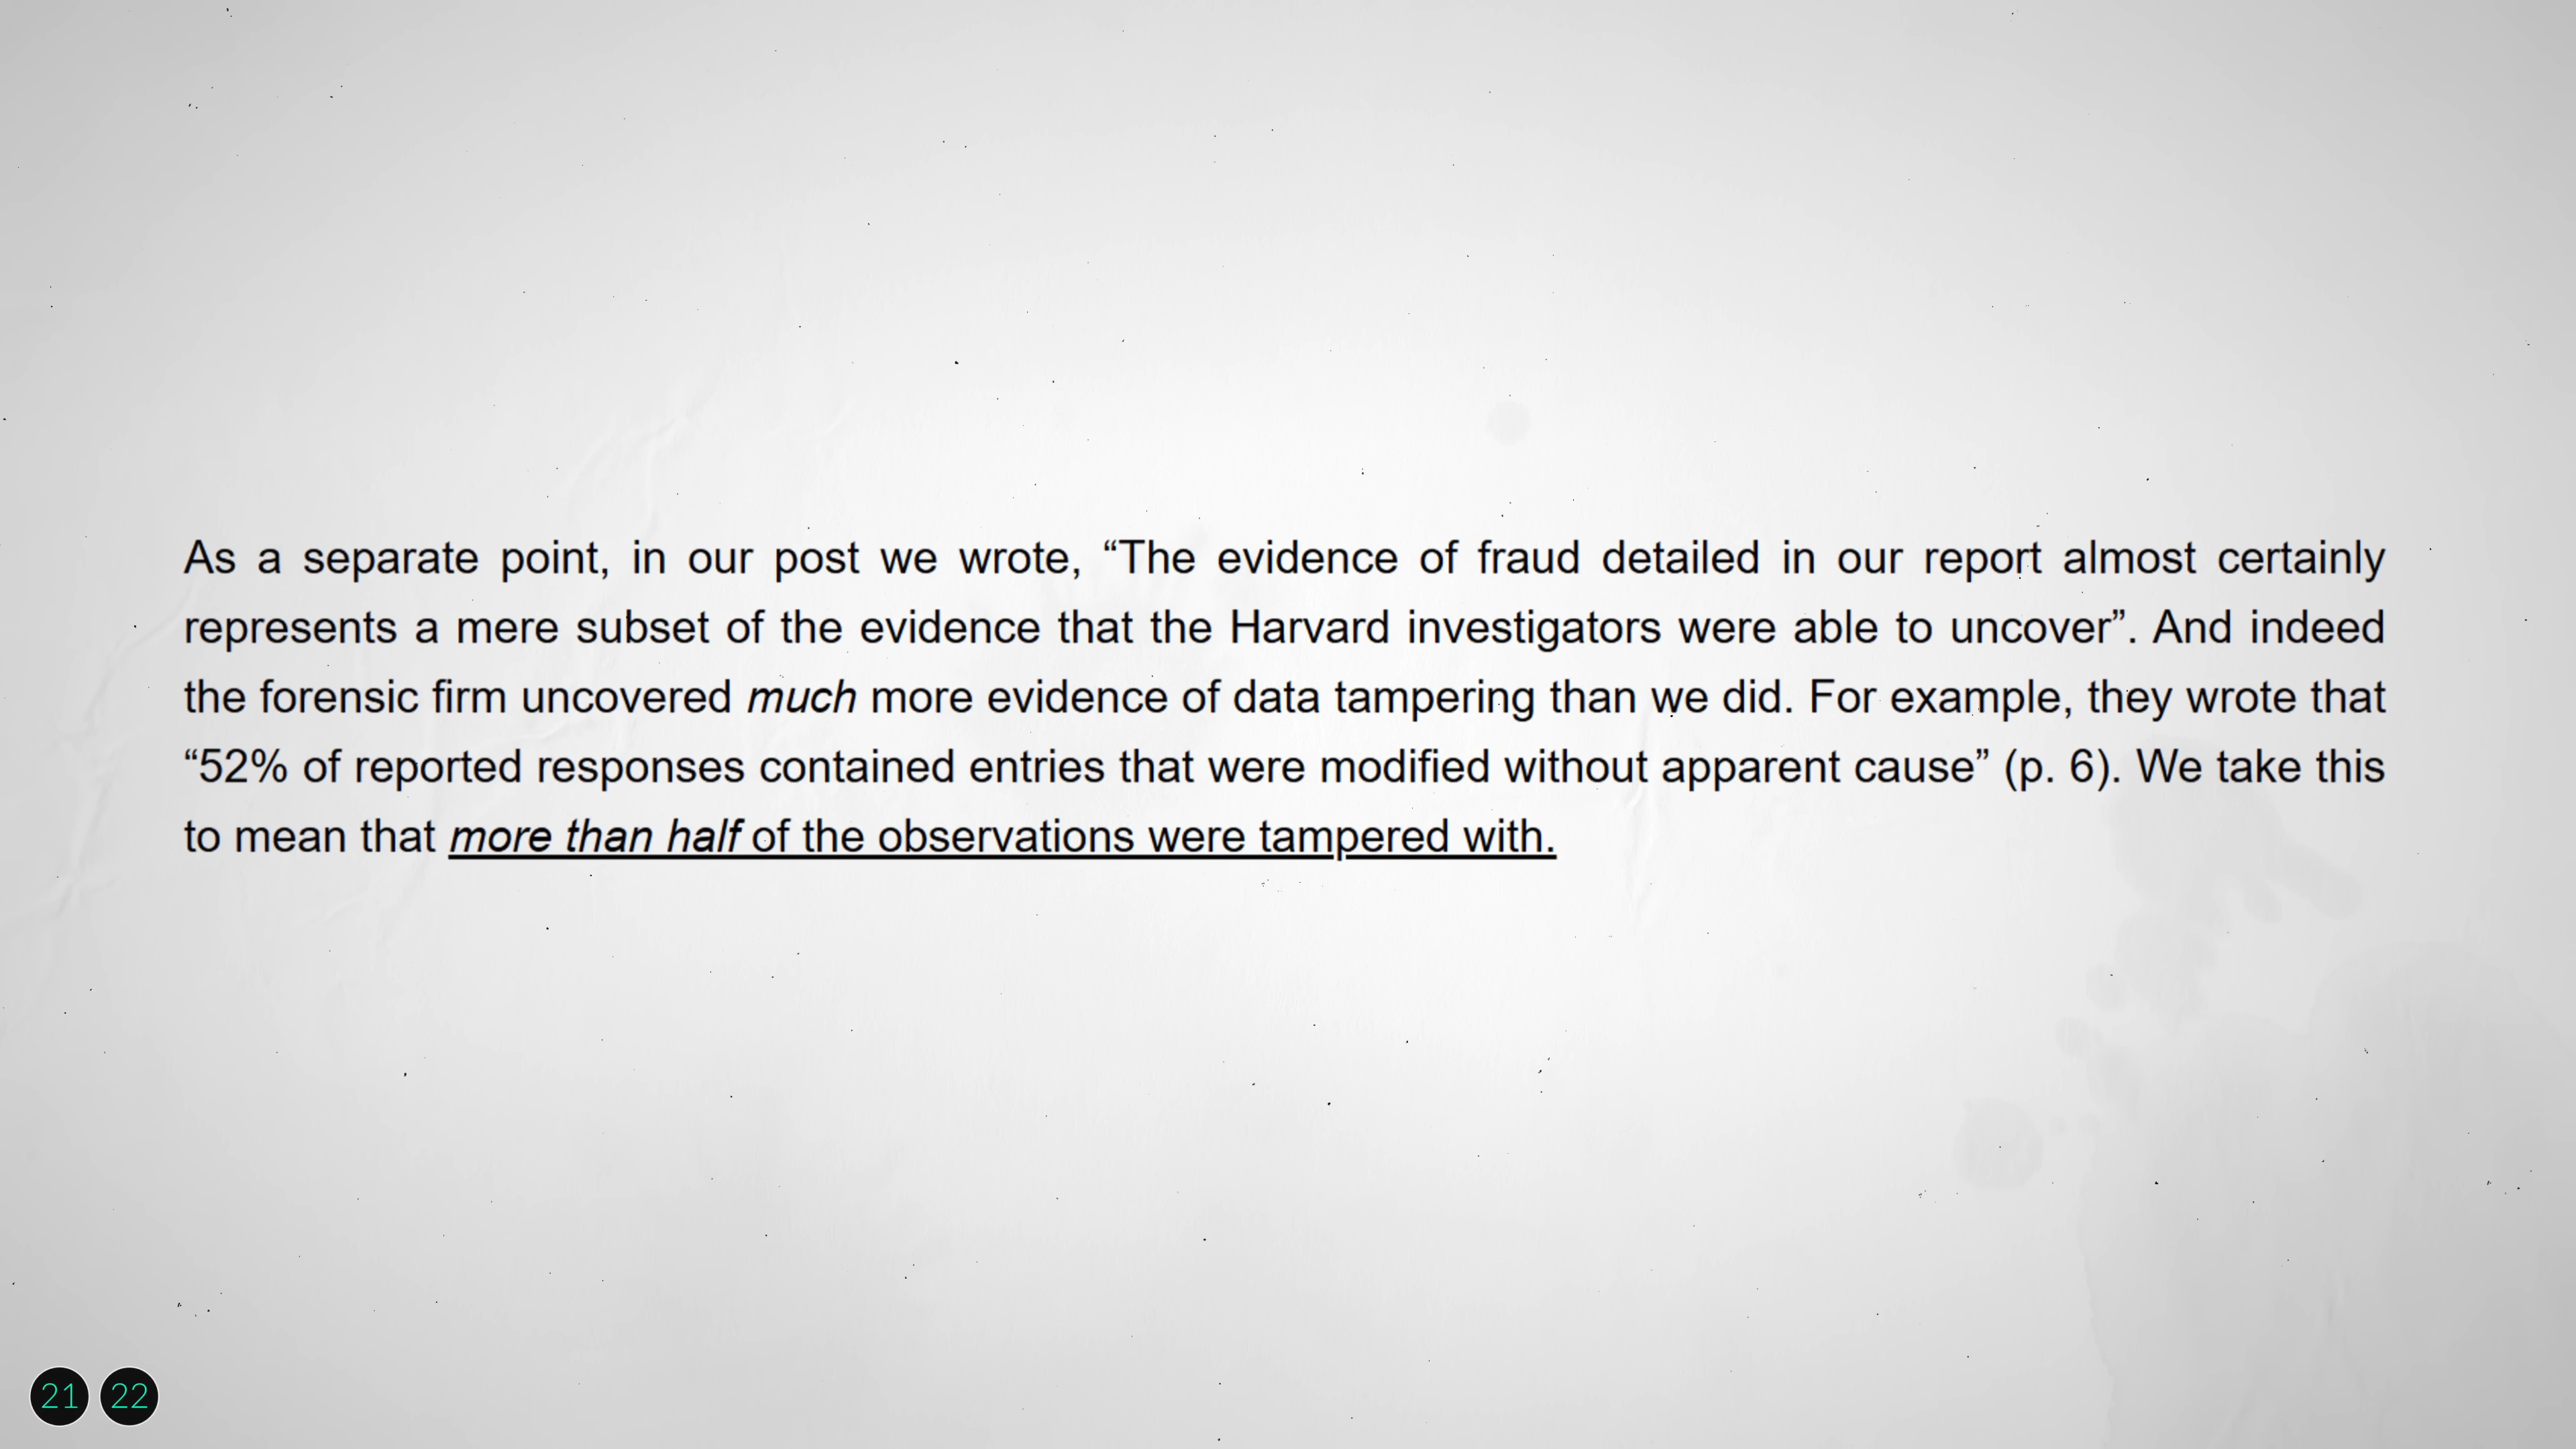 As a separate point, in our post we wrote, “The evidence of fraud detailed in our report almost certainly
represents a mere subset of the evidence that the Harvard investigators were able to uncover”. And indeed
the forensic firm uncovered much more evidence of data tampering than we did. For example, they wrote that
“52% of reported responses contained entries that were modified without apparent cause” (p. 6). We take this
to mean that more than half of the observations were tampered with.
21 22